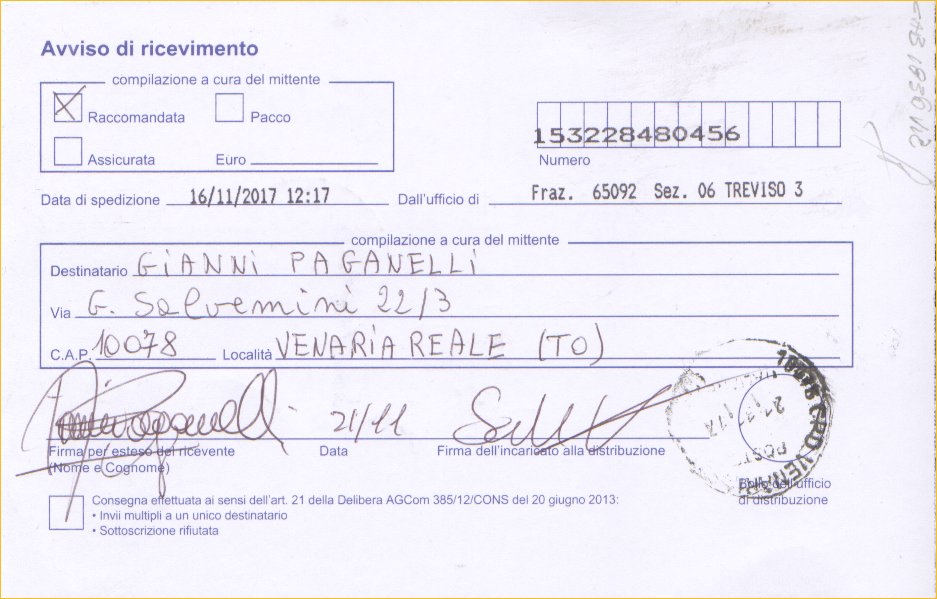 Avviso di ricevimento
compilazione a cura del mittente
Raccomandata Pacco
153228480456
Assicurata Euro
Numero
Data di spedizione 16/11/2017 12:17 Dall'ufficio di Fraz. 65092 Sez. 06 TREVISO 3
compilazione a cura del mittente
Destinatario GIANNI PAGANELLI
Via G. Salvemini 22/3
C.A.P. 10078 Località VENARIA REALE (TO)
21/11
Firma per esteso del ricevente Data Firma dell'incaricato alla distribuzione
(Nome e Cognome)
Bollo dell'ufficio
di distribuzione
Consegna effettuata ai sensi dell'art. 21 della Delibera AGCom 385/12/CONS del 20 giugno 2013:
• Invii multipli a un unico destinatario
• Sottoscrizione rifiutata